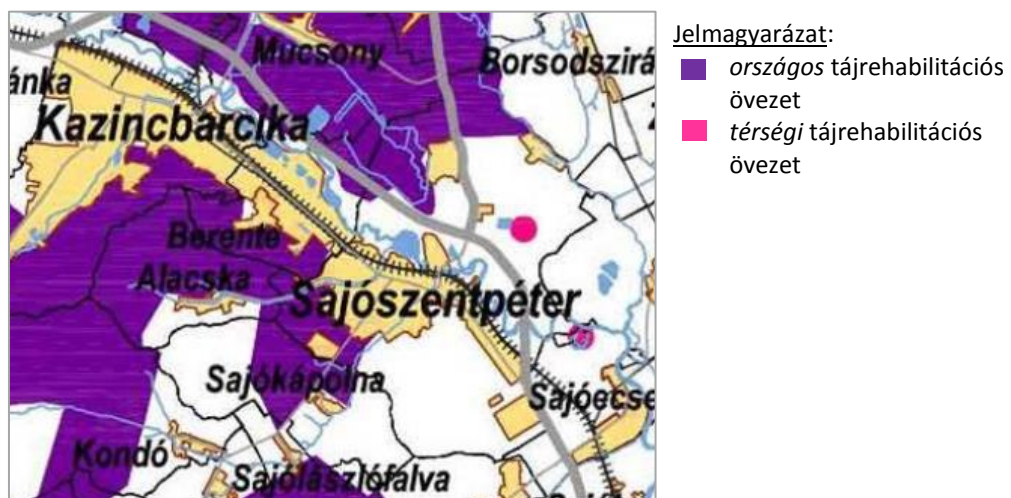 Mucsony
Borsodszirá
ánka
Kazincbarcika
Berente
Alacska
Sajószentpéter
Sajókápolna
Sajóecse
Kondó
Sajólászlófalva
Jelmagyarázat:
országos tájrehabilitációs
övezet
térségi tájrehabilitációs
övezet